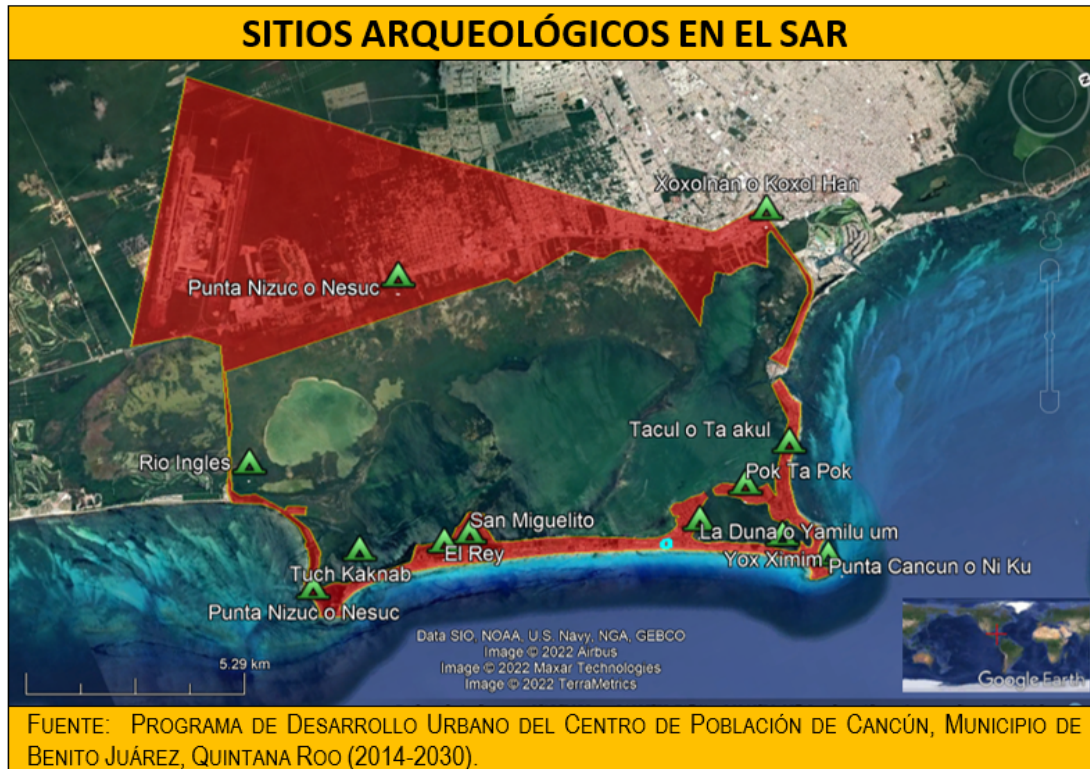 SITIOS ARQUEOLÓGICOS EN EL SAR
Xoxolnan o Koxol Han
Punta Nizuc o Nesuc
Tacul o Ta akul
Rio Ingles
Pok Ta Pok
San Miguelito
La Duna o Yamilu um
El Rey
Yox Ximim
Punta Cancun o Ni Ku
Tuch Kaknab
Punta Nizuc o Nesuc
Data SIO, NOAA, U.S. Navy, NGA, GEBCO
Image © 2022 Airbus
Image © 2022 Maxar Technologies
Image © 2022 TerraMetrics
5.29 km
Google Earth
FUENTE: PROGRAMA DE DESARROLLO URBANO DEL CENTRO DE POBLACIÓN DE CANCÚN, MUNICIPIO DE
BENITO JUÁREZ, QUINTANA ROO (2014-2030).